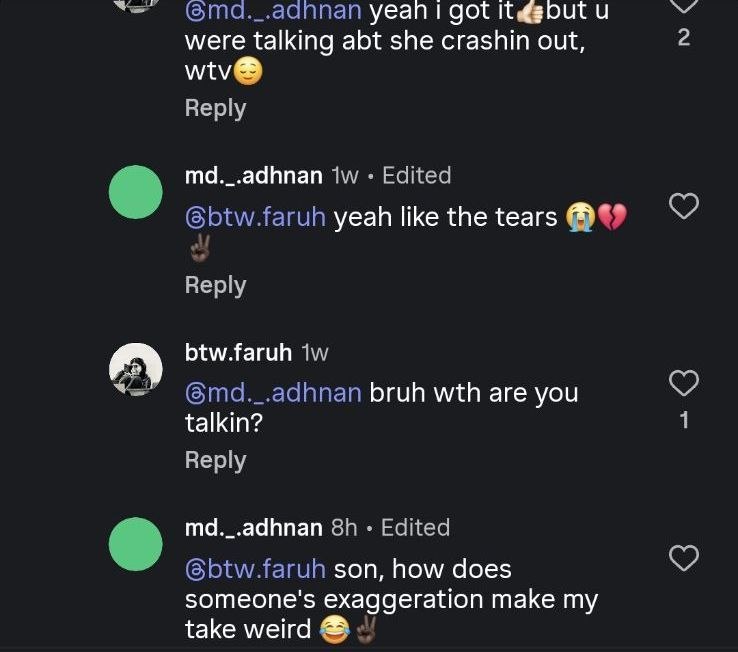 @md._.adhnan yeah i got it👍🏻but u
2
were talking abt she crashin out,
wtv😌
Reply
md._.adhnan 1w • Edited
@btw.faruh yeah like the tears 😭💔
✌🏿
Reply
btw.faruh 1w
@md._.adhnan bruh wth are you
talkin?
1
Reply
md._.adhnan 8h • Edited
@btw.faruh son, how does
someone's exaggeration make my
take weird 😂✌🏿